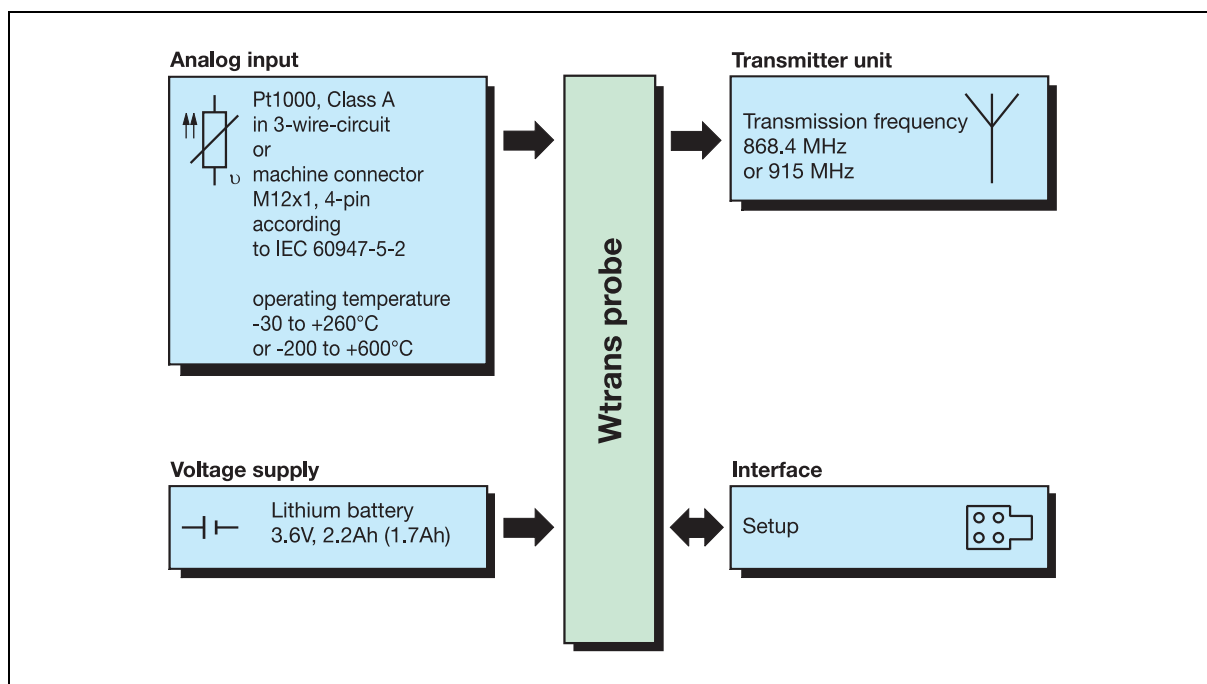 Analog input
Pt1000, Class A
in 3-wire-circuit
or
machine connector
M12x1, 4-pin
according
to IEC 60947-5-2
operating temperature
-30 to +260°C
or -200 to +600°C
υ
Voltage supply
Lithium battery
3.6V, 2.2Ah (1.7Ah)
Wtrans probe
Transmitter unit
Transmission frequency
868.4 MHz
or 915 MHz
Interface
Setup